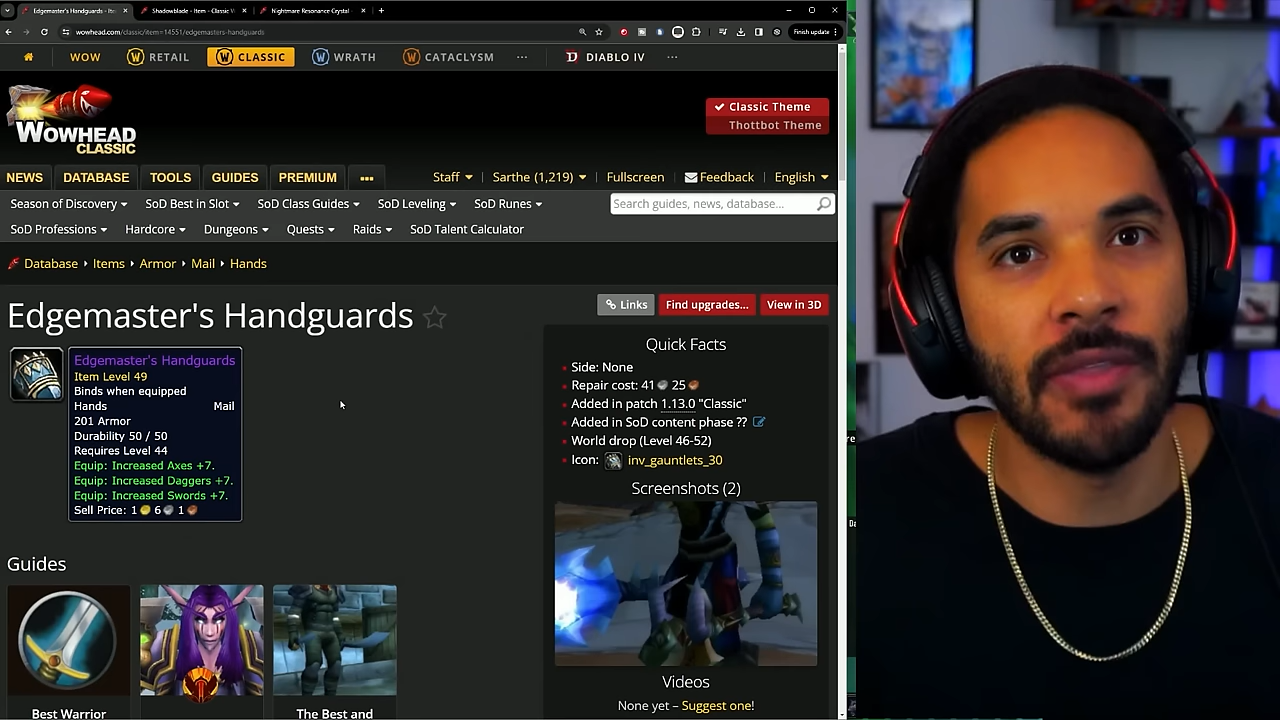 Edgemaster's Handguards - Ite
Shadowblade - Item - Classic W
Nightmare Resonance Crystal -
wowhead.com/classic/item=14551/edgemasters-handguards
Finish update
WOW
RETAIL
CLASSIC
WRATH
CATACLYSM
DIABLO IV
WOWHEAD
CLASSIC
Classic Theme
Thottbot Theme
NEWS
DATABASE
TOOLS
GUIDES
PREMIUM
Staff
Sarthe (1,219)
Fullscreen
Feedback
English
Season of Discovery
SoD Best in Slot
SoD Class Guides
SoD Leveling
SoD Runes
Search guides, news, database...
SoD Professions
Hardcore
Dungeons
Quests
Raids
SoD Talent Calculator
Database
Items
Armor
Mail
Hands
Edgemaster's Handguards
Links
Find upgrades...
View in 3D
Edgemaster's Handguards
Item Level 49
Binds when equipped
Hands Mail
201 Armor
Durability 50 / 50
Requires Level 44
Equip: Increased Axes +7.
Equip: Increased Daggers +7.
Equip: Increased Swords +7.
Sell Price: 1 6 1
Quick Facts
Side: None
Repair cost: 41 25
Added in patch 1.13.0 "Classic"
Added in SoD content phase ??
World drop (Level 46-52)
Icon: inv_gauntlets_30
Screenshots (2)
Guides
Best Warrior
The Best and
Videos
None yet – Suggest one!